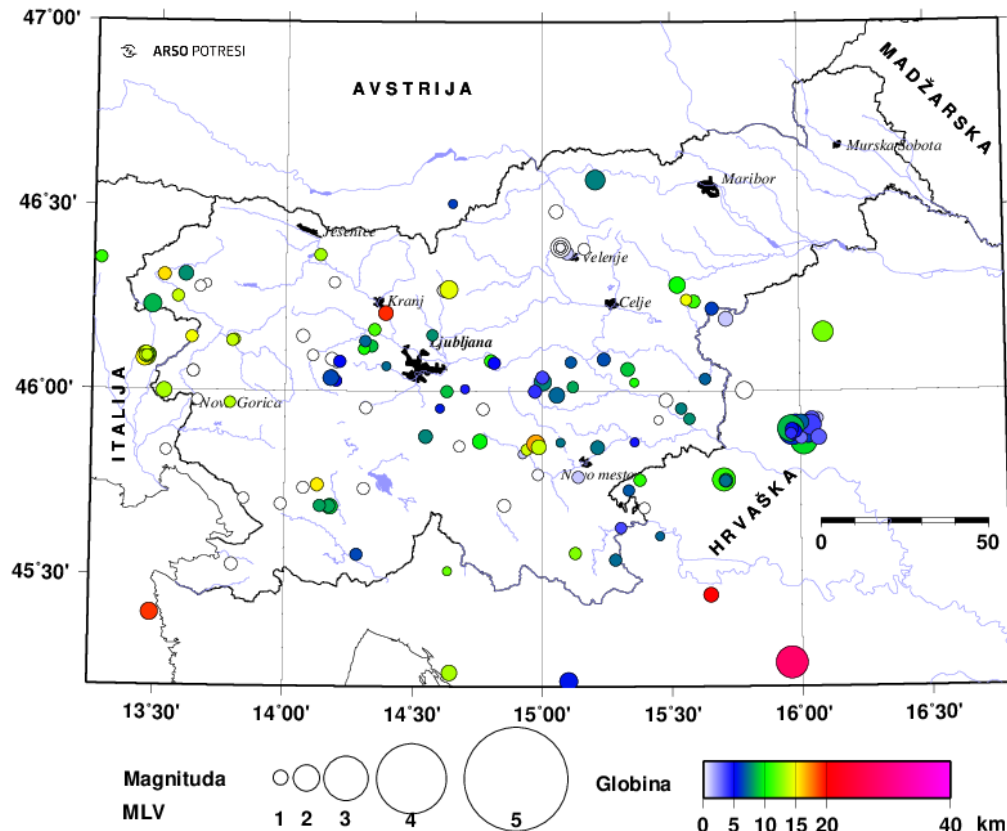 47˚00'
ARSO POTRESI
AVSTRIJA
MADŽARSKA
Murska Sobota
Maribor
46˚30'
Jesenice
Velenje
Kranj
Celje
Ljubljana
46˚00'
ITALIJA
Nova Gorica
Novo mesto
HRVAŠKA
0 50
45˚30'
13˚30' 14˚00' 14˚30' 15˚00' 15˚30' 16˚00' 16˚30'
Magnituda
MLV
1 2 3 4 5
Globina
0 5 10 15 20 40 km